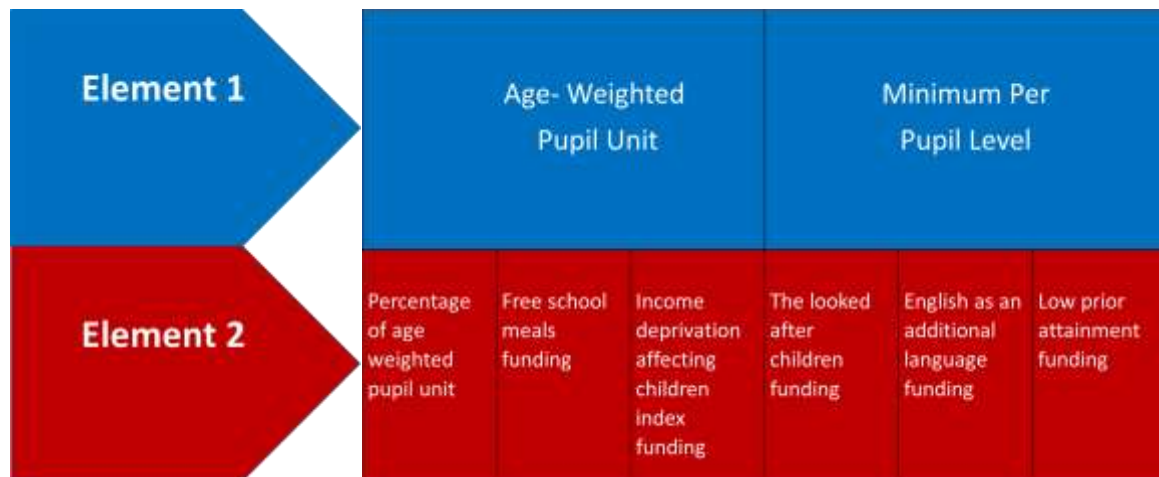 Element 1
Age- Weighted
Pupil Unit
Minimum Per
Pupil Level
Element 2
Percentage
of age
weighted
pupil unit
Free school
meals
funding
Income
deprivation
affecting
children
index
funding
The looked
after
children
funding
English as an
additional
language
funding
Low prior
attainment
funding